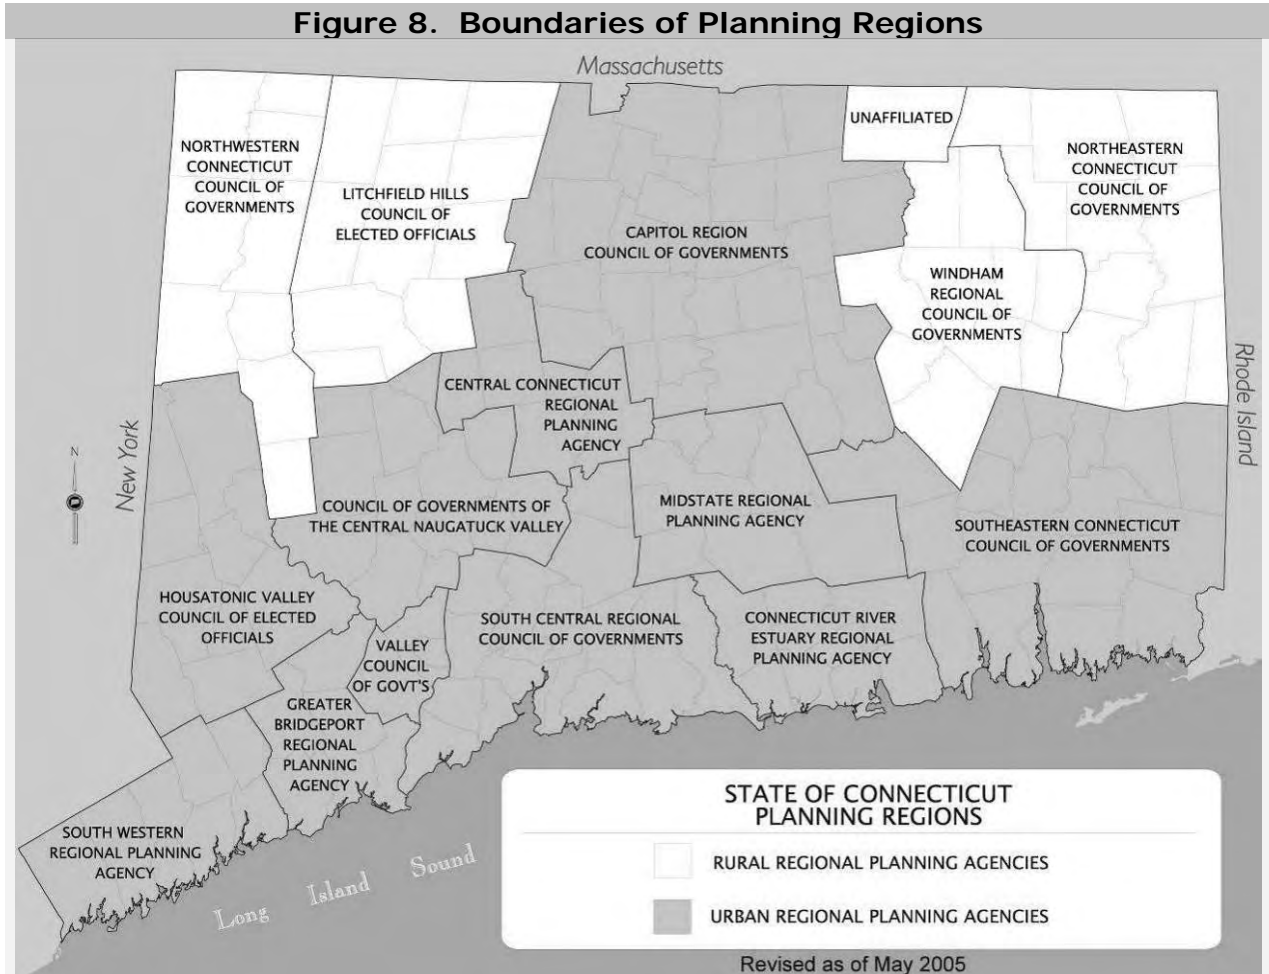 Figure 8. Boundaries of Planning Regions
Massachusetts
UNAFFILIATED
NORTHWESTERN
CONNECTICUT
COUNCIL OF
GOVERNMENTS
NORTHEASTERN
CONNECTICUT
COUNCIL OF
GOVERNMENTS
LITCHFIELD HILLS
COUNCIL OF
ELECTED OFFICIALS
CAPITOL REGION
COUNCIL OF GOVERNMENTS
WINDHAM
REGIONAL
COUNCIL OF
GOVERNMENTS
Rhode Island
CENTRAL CONNECTICUT
REGIONAL
PLANNING
AGENCY
New York
N
COUNCIL OF GOVERNMENTS OF
THE CENTRAL NAUGATUCK VALLEY
MIDSTATE REGIONAL
PLANNING AGENCY
SOUTHEASTERN CONNECTICUT
COUNCIL OF GOVERNMENTS
HOUSATONIC VALLEY
COUNCIL OF ELECTED
OFFICIALS
VALLEY
COUNCIL
OF GOVT'S
SOUTH CENTRAL REGIONAL
COUNCIL OF GOVERNMENTS
CONNECTICUT RIVER
ESTUARY REGIONAL
PLANNING AGENCY
GREATER
BRIDGEPORT
REGIONAL
PLANNING
AGENCY
SOUTH WESTERN
REGIONAL PLANNING
AGENCY
Long Island Sound
STATE OF CONNECTICUT
PLANNING REGIONS
RURAL REGIONAL PLANNING AGENCIES
URBAN REGIONAL PLANNING AGENCIES
Revised as of May 2005